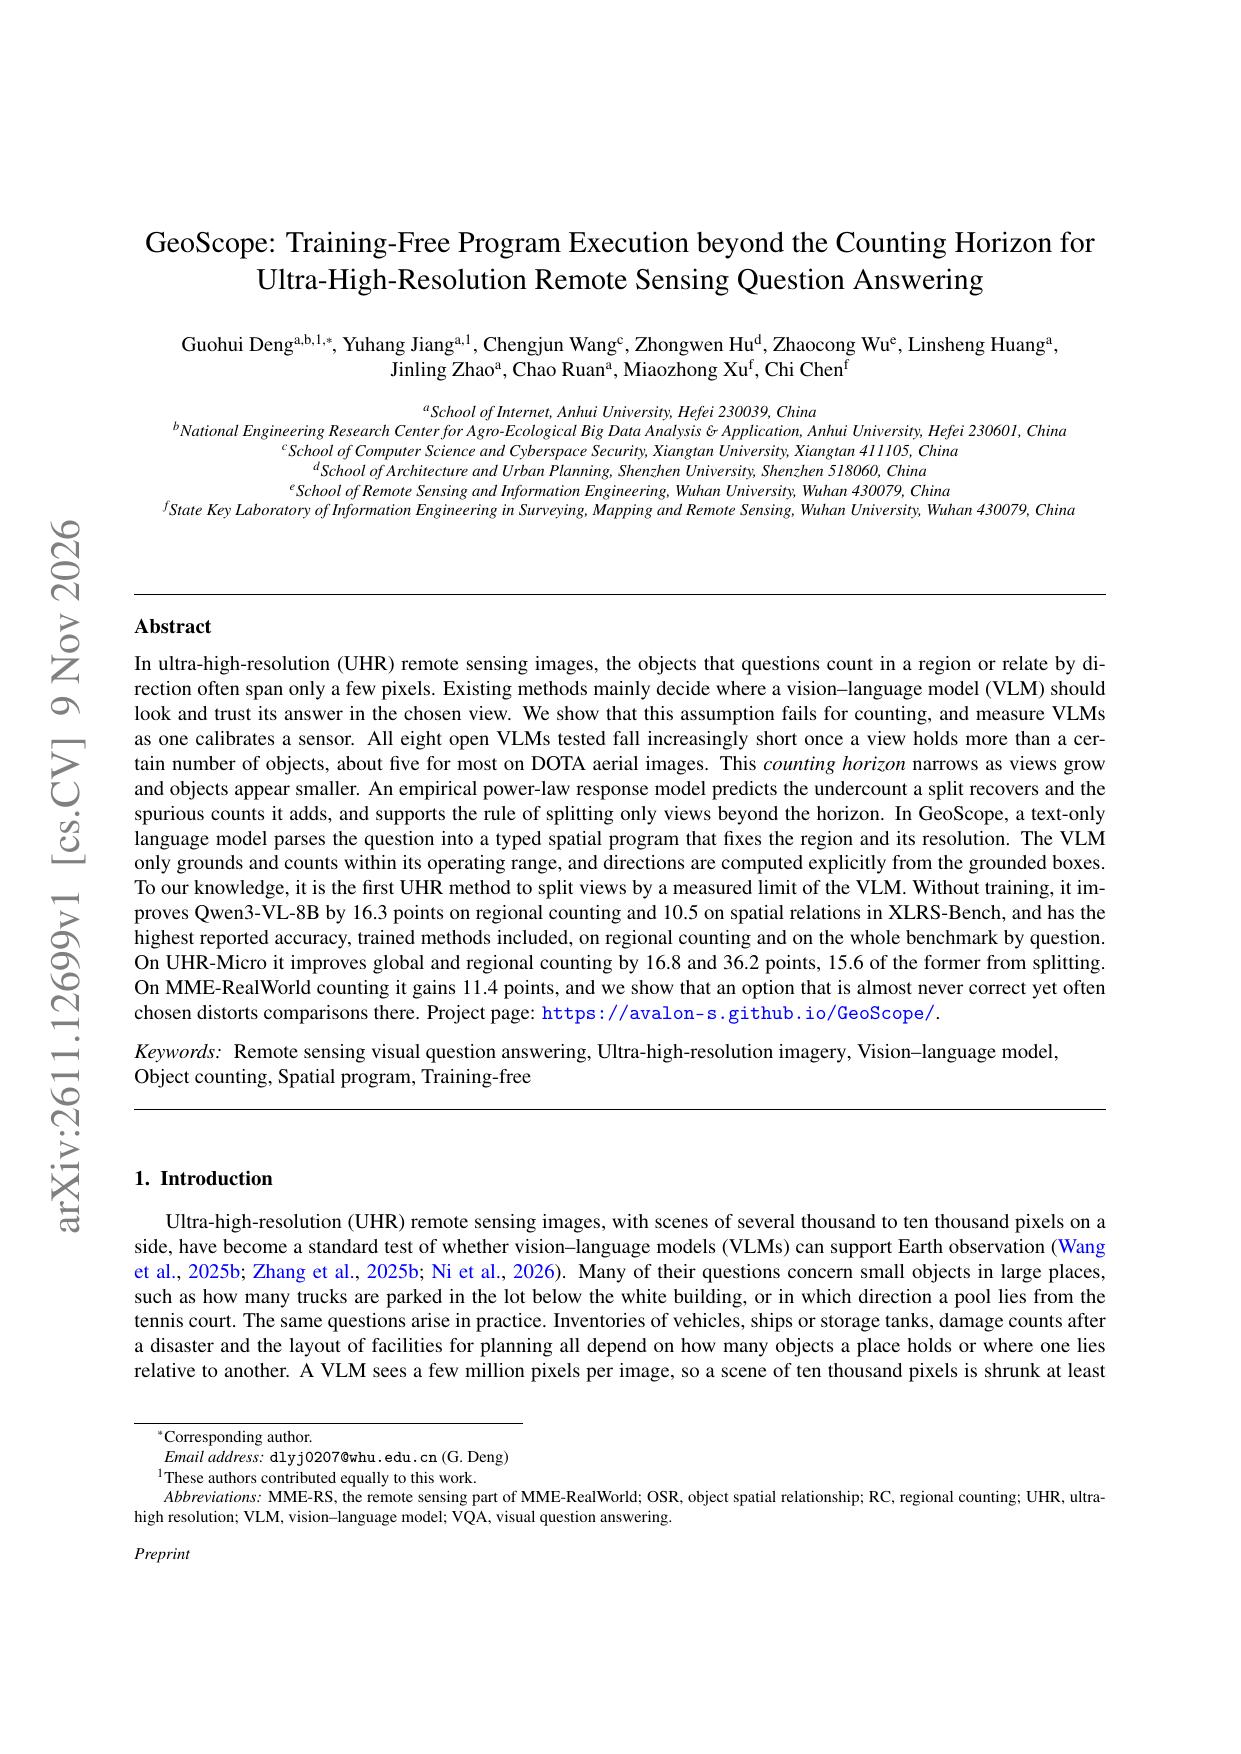 GeoScope: Training-Free Program Execution beyond the Counting Horizon for
Ultra-High-Resolution Remote Sensing Question Answering
Guohui Deng^{a,b,1,∗}, Yuhang Jiang^{a,1}, Chengjun Wang^c, Zhongwen Hu^d, Zhaocong Wu^e, Linsheng Huang^a,
Jinling Zhao^a, Chao Ruan^a, Miaozhong Xu^f, Chi Chen^f
^aSchool of Internet, Anhui University, Hefei 230039, China
^bNational Engineering Research Center for Agro-Ecological Big Data Analysis & Application, Anhui University, Hefei 230601, China
^cSchool of Computer Science and Cyberspace Security, Xiangtan University, Xiangtan 411105, China
^dSchool of Architecture and Urban Planning, Shenzhen University, Shenzhen 518060, China
^eSchool of Remote Sensing and Information Engineering, Wuhan University, Wuhan 430079, China
^fState Key Laboratory of Information Engineering in Surveying, Mapping and Remote Sensing, Wuhan University, Wuhan 430079, China
arXiv:2611.12699v1 [cs.CV] 9 Nov 2026
Abstract
In ultra-high-resolution (UHR) remote sensing images, the objects that questions count in a region or relate by di-
rection often span only a few pixels. Existing methods mainly decide where a vision–language model (VLM) should
look and trust its answer in the chosen view. We show that this assumption fails for counting, and measure VLMs
as one calibrates a sensor. All eight open VLMs tested fall increasingly short once a view holds more than a cer-
tain number of objects, about five for most on DOTA aerial images. This counting horizon narrows as views grow
and objects appear smaller. An empirical power-law response model predicts the undercount a split recovers and the
spurious counts it adds, and supports the rule of splitting only views beyond the horizon. In GeoScope, a text-only
language model parses the question into a typed spatial program that fixes the region and its resolution. The VLM
only grounds and counts within its operating range, and directions are computed explicitly from the grounded boxes.
To our knowledge, it is the first UHR method to split views by a measured limit of the VLM. Without training, it im-
proves Qwen3-VL-8B by 16.3 points on regional counting and 10.5 on spatial relations in XLRS-Bench, and has the
highest reported accuracy, trained methods included, on regional counting and on the whole benchmark by question.
On UHR-Micro it improves global and regional counting by 16.8 and 36.2 points, 15.6 of the former from splitting.
On MME-RealWorld counting it gains 11.4 points, and we show that an option that is almost never correct yet often
chosen distorts comparisons there. Project page: https://avalon-s.github.io/GeoScope/.
Keywords: Remote sensing visual question answering, Ultra-high-resolution imagery, Vision–language model,
Object counting, Spatial program, Training-free
1. Introduction
Ultra-high-resolution (UHR) remote sensing images, with scenes of several thousand to ten thousand pixels on a
side, have become a standard test of whether vision–language models (VLMs) can support Earth observation (Wang
et al., 2025b; Zhang et al., 2025b; Ni et al., 2026). Many of their questions concern small objects in large places,
such as how many trucks are parked in the lot below the white building, or in which direction a pool lies from the
tennis court. The same questions arise in practice. Inventories of vehicles, ships or storage tanks, damage counts after
a disaster and the layout of facilities for planning all depend on how many objects a place holds or where one lies
relative to another. A VLM sees a few million pixels per image, so a scene of ten thousand pixels is shrunk at least
∗Corresponding author.
Email address: dlyj0207@whu.edu.cn (G. Deng)
^1These authors contributed equally to this work.
Abbreviations: MME-RS, the remote sensing part of MME-RealWorld; OSR, object spatial relationship; RC, regional counting; UHR, ultra-
high resolution; VLM, vision–language model; VQA, visual question answering.
Preprint